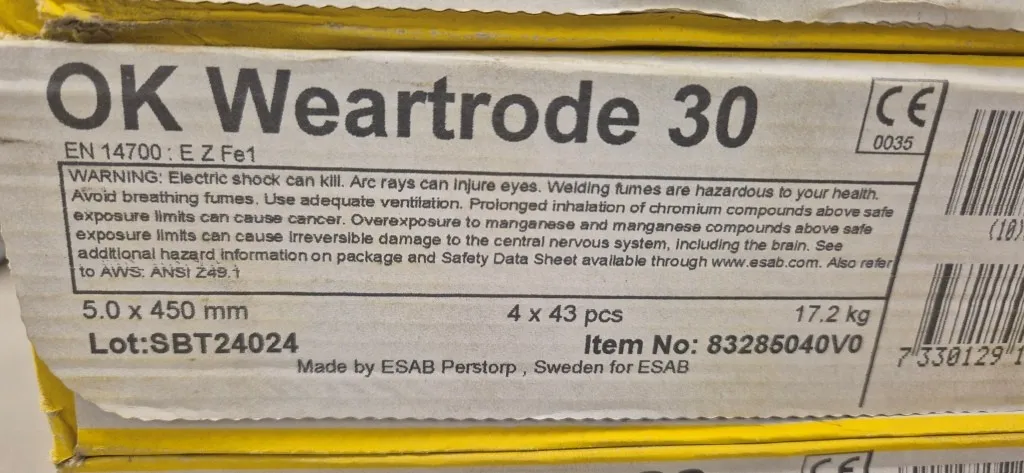 OK Weartrode 30
CE
0035
EN 14700 : E Z Fe1
WARNING: Electric shock can kill. Arc rays can injure eyes. Welding fumes are hazardous to your health.
Avoid breathing fumes. Use adequate ventilation. Prolonged inhalation of chromium compounds above safe
exposure limits can cause cancer. Overexposure to manganese and manganese compounds above safe
exposure limits can cause irreversible damage to the central nervous system, including the brain. See
additional hazard information on package and Safety Data Sheet available through www.esab.com. Also refer
to AWS: ANSI Z49.1
5.0 x 450 mm 4 x 43 pcs 17.2 kg
Lot:SBT24024 Item No: 83285040V0
Made by ESAB Perstorp , Sweden for ESAB
(10)
7 330129 1
CE